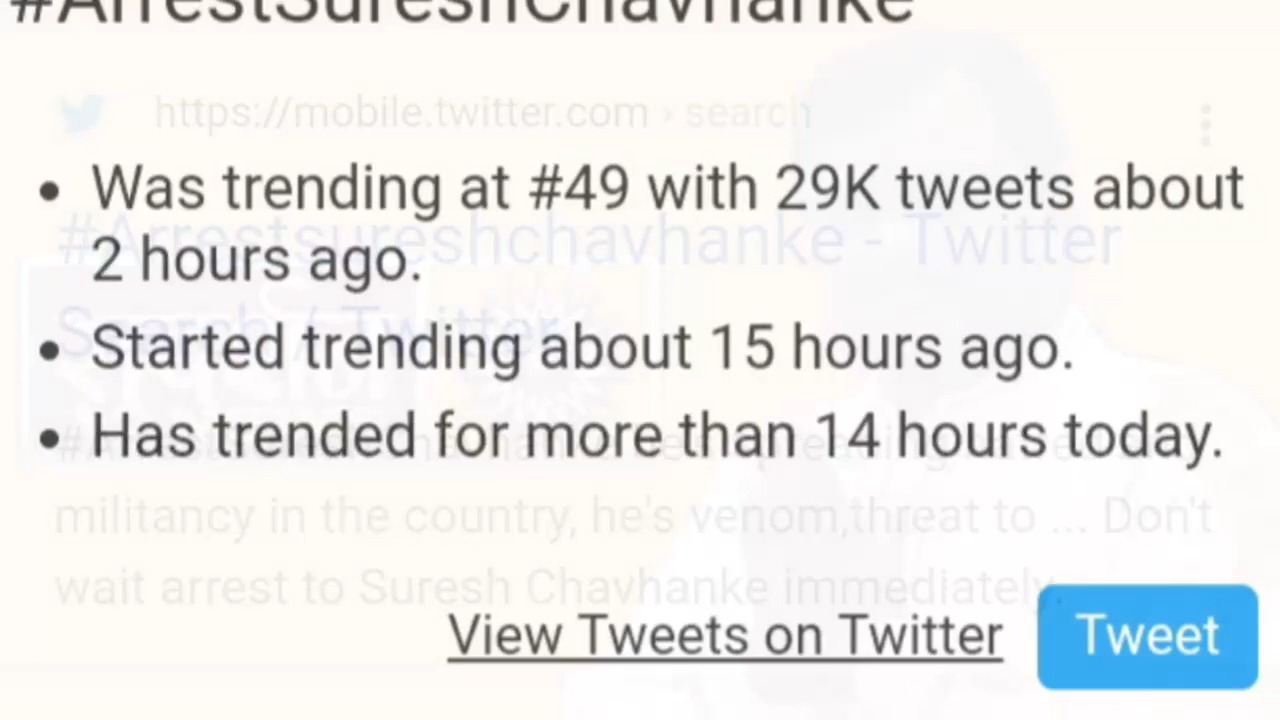 #ArrestSureshChavhanke
https://mobile.twitter.com › search
• Was trending at #49 with 29K tweets about
#Arrestsureshchavhanke - Twitter
2 hours ago.
Search / Twitter
• Started trending about 15 hours ago.
• Has trended for more than 14 hours today.
militancy in the country, he's venom,threat to ... Don't
wait arrest to Suresh Chavhanke immediately.
View Tweets on Twitter Tweet